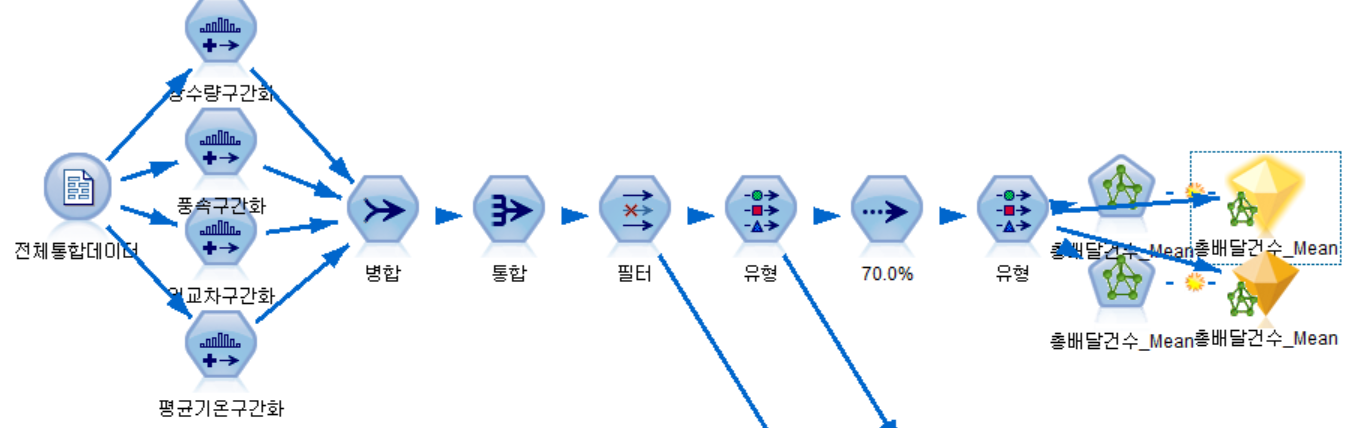 수량구간화
풍속구간화
전체통합데이터
교차구간화
평균기온구간화
병합
통합
필터
유형
70.0%
유형
총배달건수_Mean
총배달건수_Mean
총배달건수_Mean
총배달건수_Mean